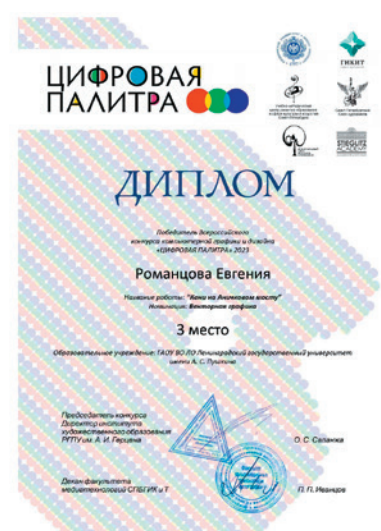 ЦИФРОВАЯ
ПАЛИТРА
ГИКИТ
STIEGLITZ
ACADEMY
ДИПЛОМ
Победитель Всероссийского
конкурса компьютерной графики и дизайна
«ЦИФРОВАЯ ПАЛИТРА» 2023
Романцова Евгения
Название работы: "Кони на Аничковом мосту"
Номинация: Векторная графика
3 место
Образовательное учреждение: ГАОУ ВО ЛО Ленинградский государственный университет
имени А. С. Пушкина
Председатель конкурса
Директор института
художественного образования
РГПУ им. А. И. Герцена
О. С. Сапанжа
Декан факультета
медиатехнологий СПБГИК и Т
П. П. Иванцов